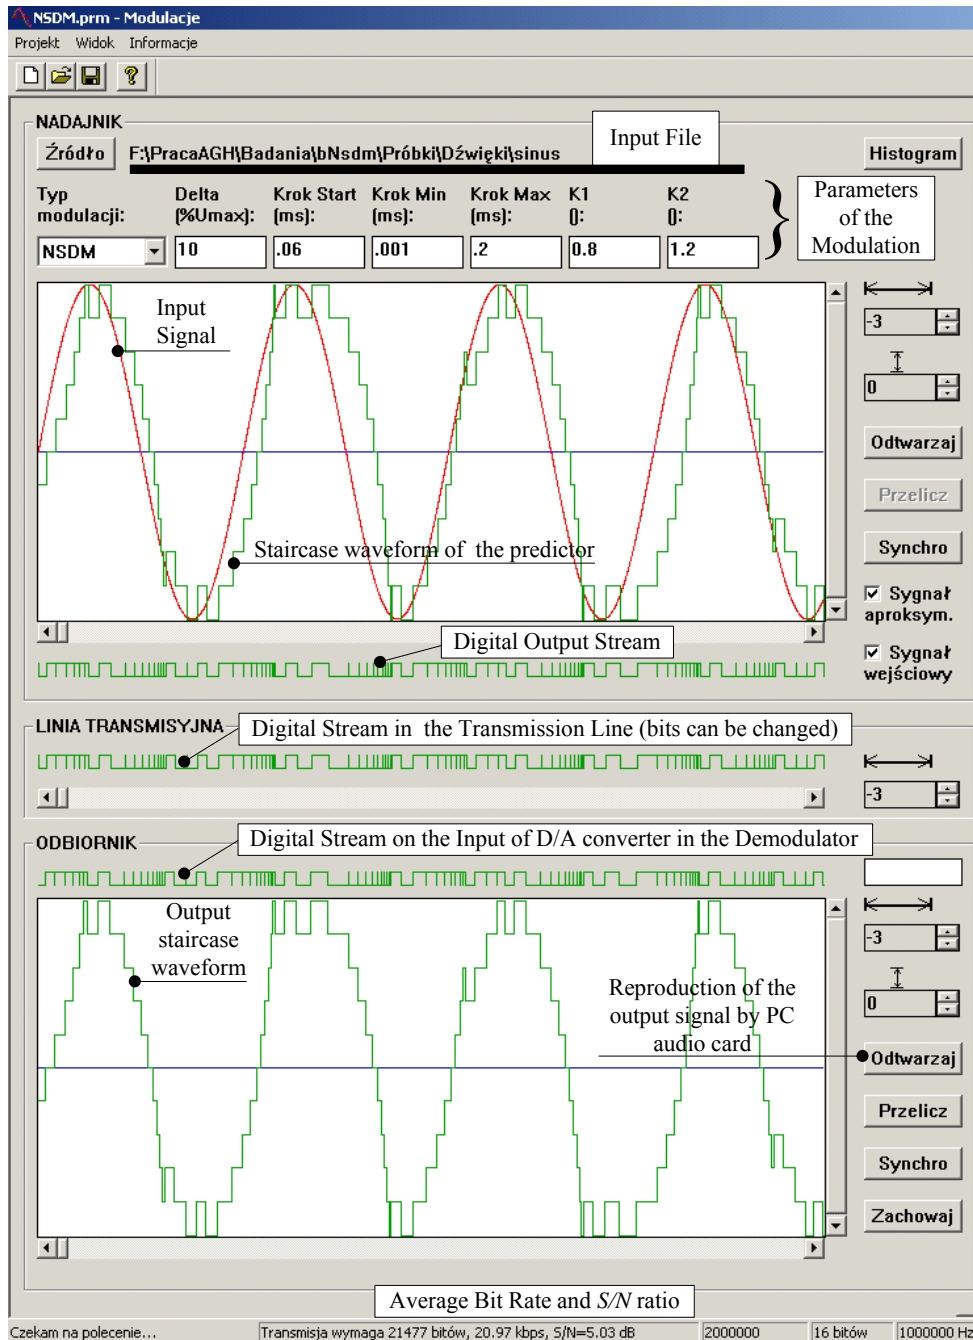 NSDM.prm - Modulacje
Projekt Widok Informacje
NADAJNIK
Input File
Źródło F:\PracaAGH\Badania\bNsdm\Próbki\Dźwięki\sinus Histogram
Typ modulacji: Delta (%Umax): Krok Start (ms): Krok Min (ms): Krok Max (ms): K1 (): K2 ():
NSDM 10 .06 .001 .2 0.8 1.2
Parameters
of the
Modulation
Input
Signal
-3
0
Odtwarzaj
Przelicz
Synchro
Staircase waveform of the predictor
Sygnał
aproksym.
Sygnał
wejściowy
Digital Output Stream
LINIA TRANSMISYJNA
Digital Stream in the Transmission Line (bits can be changed)
-3
ODBIORNIK
Digital Stream on the Input of D/A converter in the Demodulator
Output
staircase
waveform
-3
0
Reproduction of the
output signal by PC
audio card
Odtwarzaj
Przelicz
Synchro
Zachowaj
Average Bit Rate and S/N ratio
Czekam na polecenie... Transmisja wymaga 21477 bitów, 20.97 kbps, S/N=5.03 dB 2000000 16 bitów 1000000 Hz